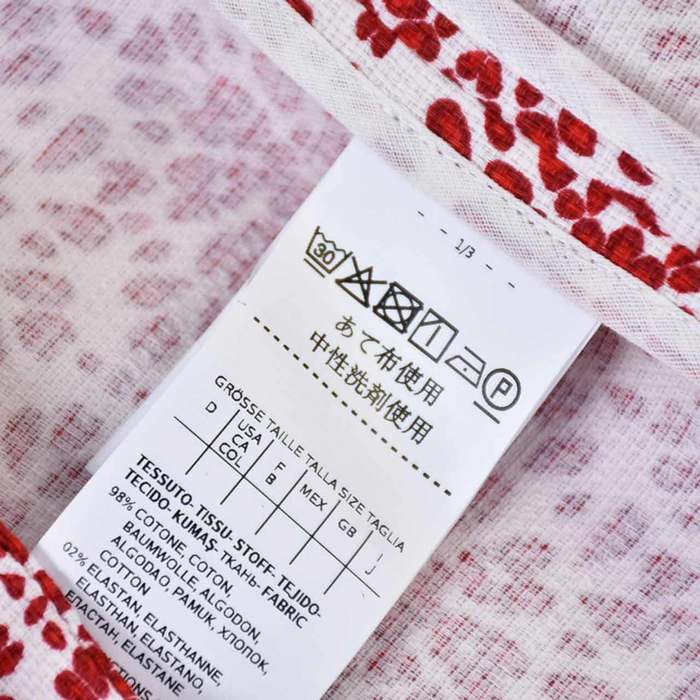 - - 1/3 - -
30 P
あて布使用
中性洗剤使用
GRÖSSE TAILLE TALLA SIZE TAGLIA
D USA CA COL F B MEX GB I J
TESSUTO-TISSU-STOFF-TEJIDO-
TECIDO-KUMAŞ-ТКАНЬ-FABRIC
98% COTONE, COTON,
BAUMWOLLE, ALGODON,
ALGODAO, PAMUK, ХЛОПОК,
COTTON
02% ELASTAN, ELASTHANNE,
ELASTHAN, ELASTANO,
ЕЛАСТАН, ELASTANE